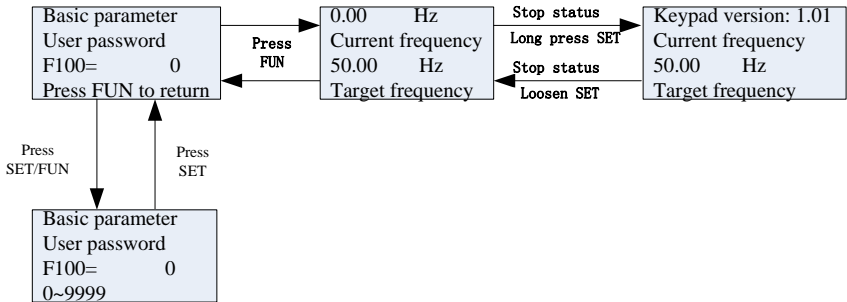 Basic parameter
User password
F100= 0
Press FUN to return
Press
FUN
0.00 Hz
Current frequency
50.00 Hz
Target frequency
Stop status
Long press SET
Stop status
Loosen SET
Keypad version: 1.01
Current frequency
50.00 Hz
Target frequency
Press
SET/FUN
Press
SET
Basic parameter
User password
F100= 0
0~9999